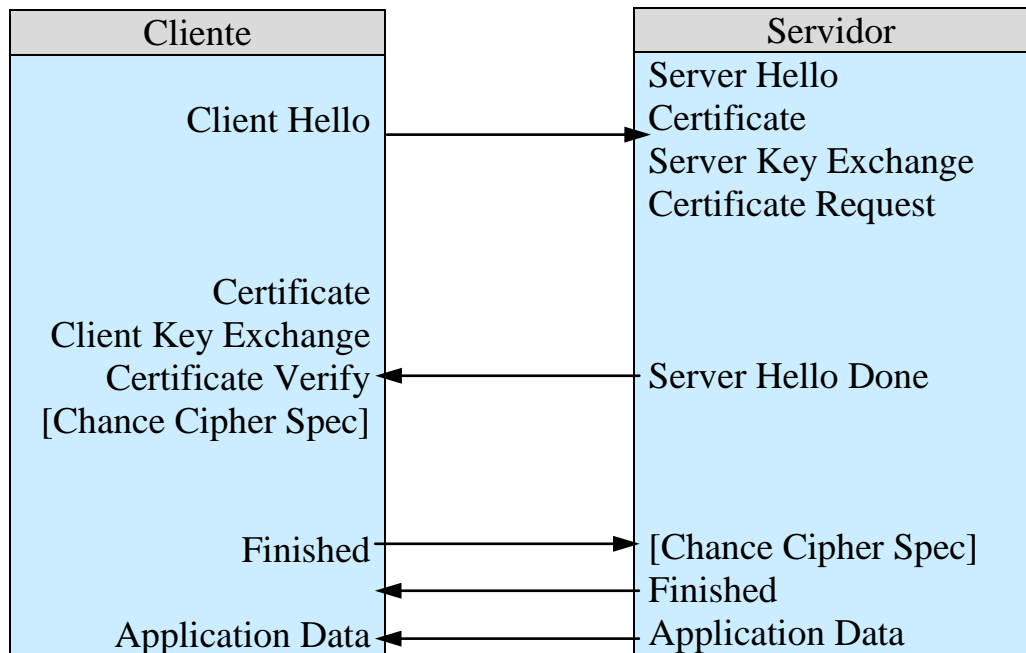 Cliente
Client Hello
Certificate
Client Key Exchange
Certificate Verify
[Chance Cipher Spec]
Finished
Application Data
Servidor
Server Hello
Certificate
Server Key Exchange
Certificate Request
Server Hello Done
[Chance Cipher Spec]
Finished
Application Data